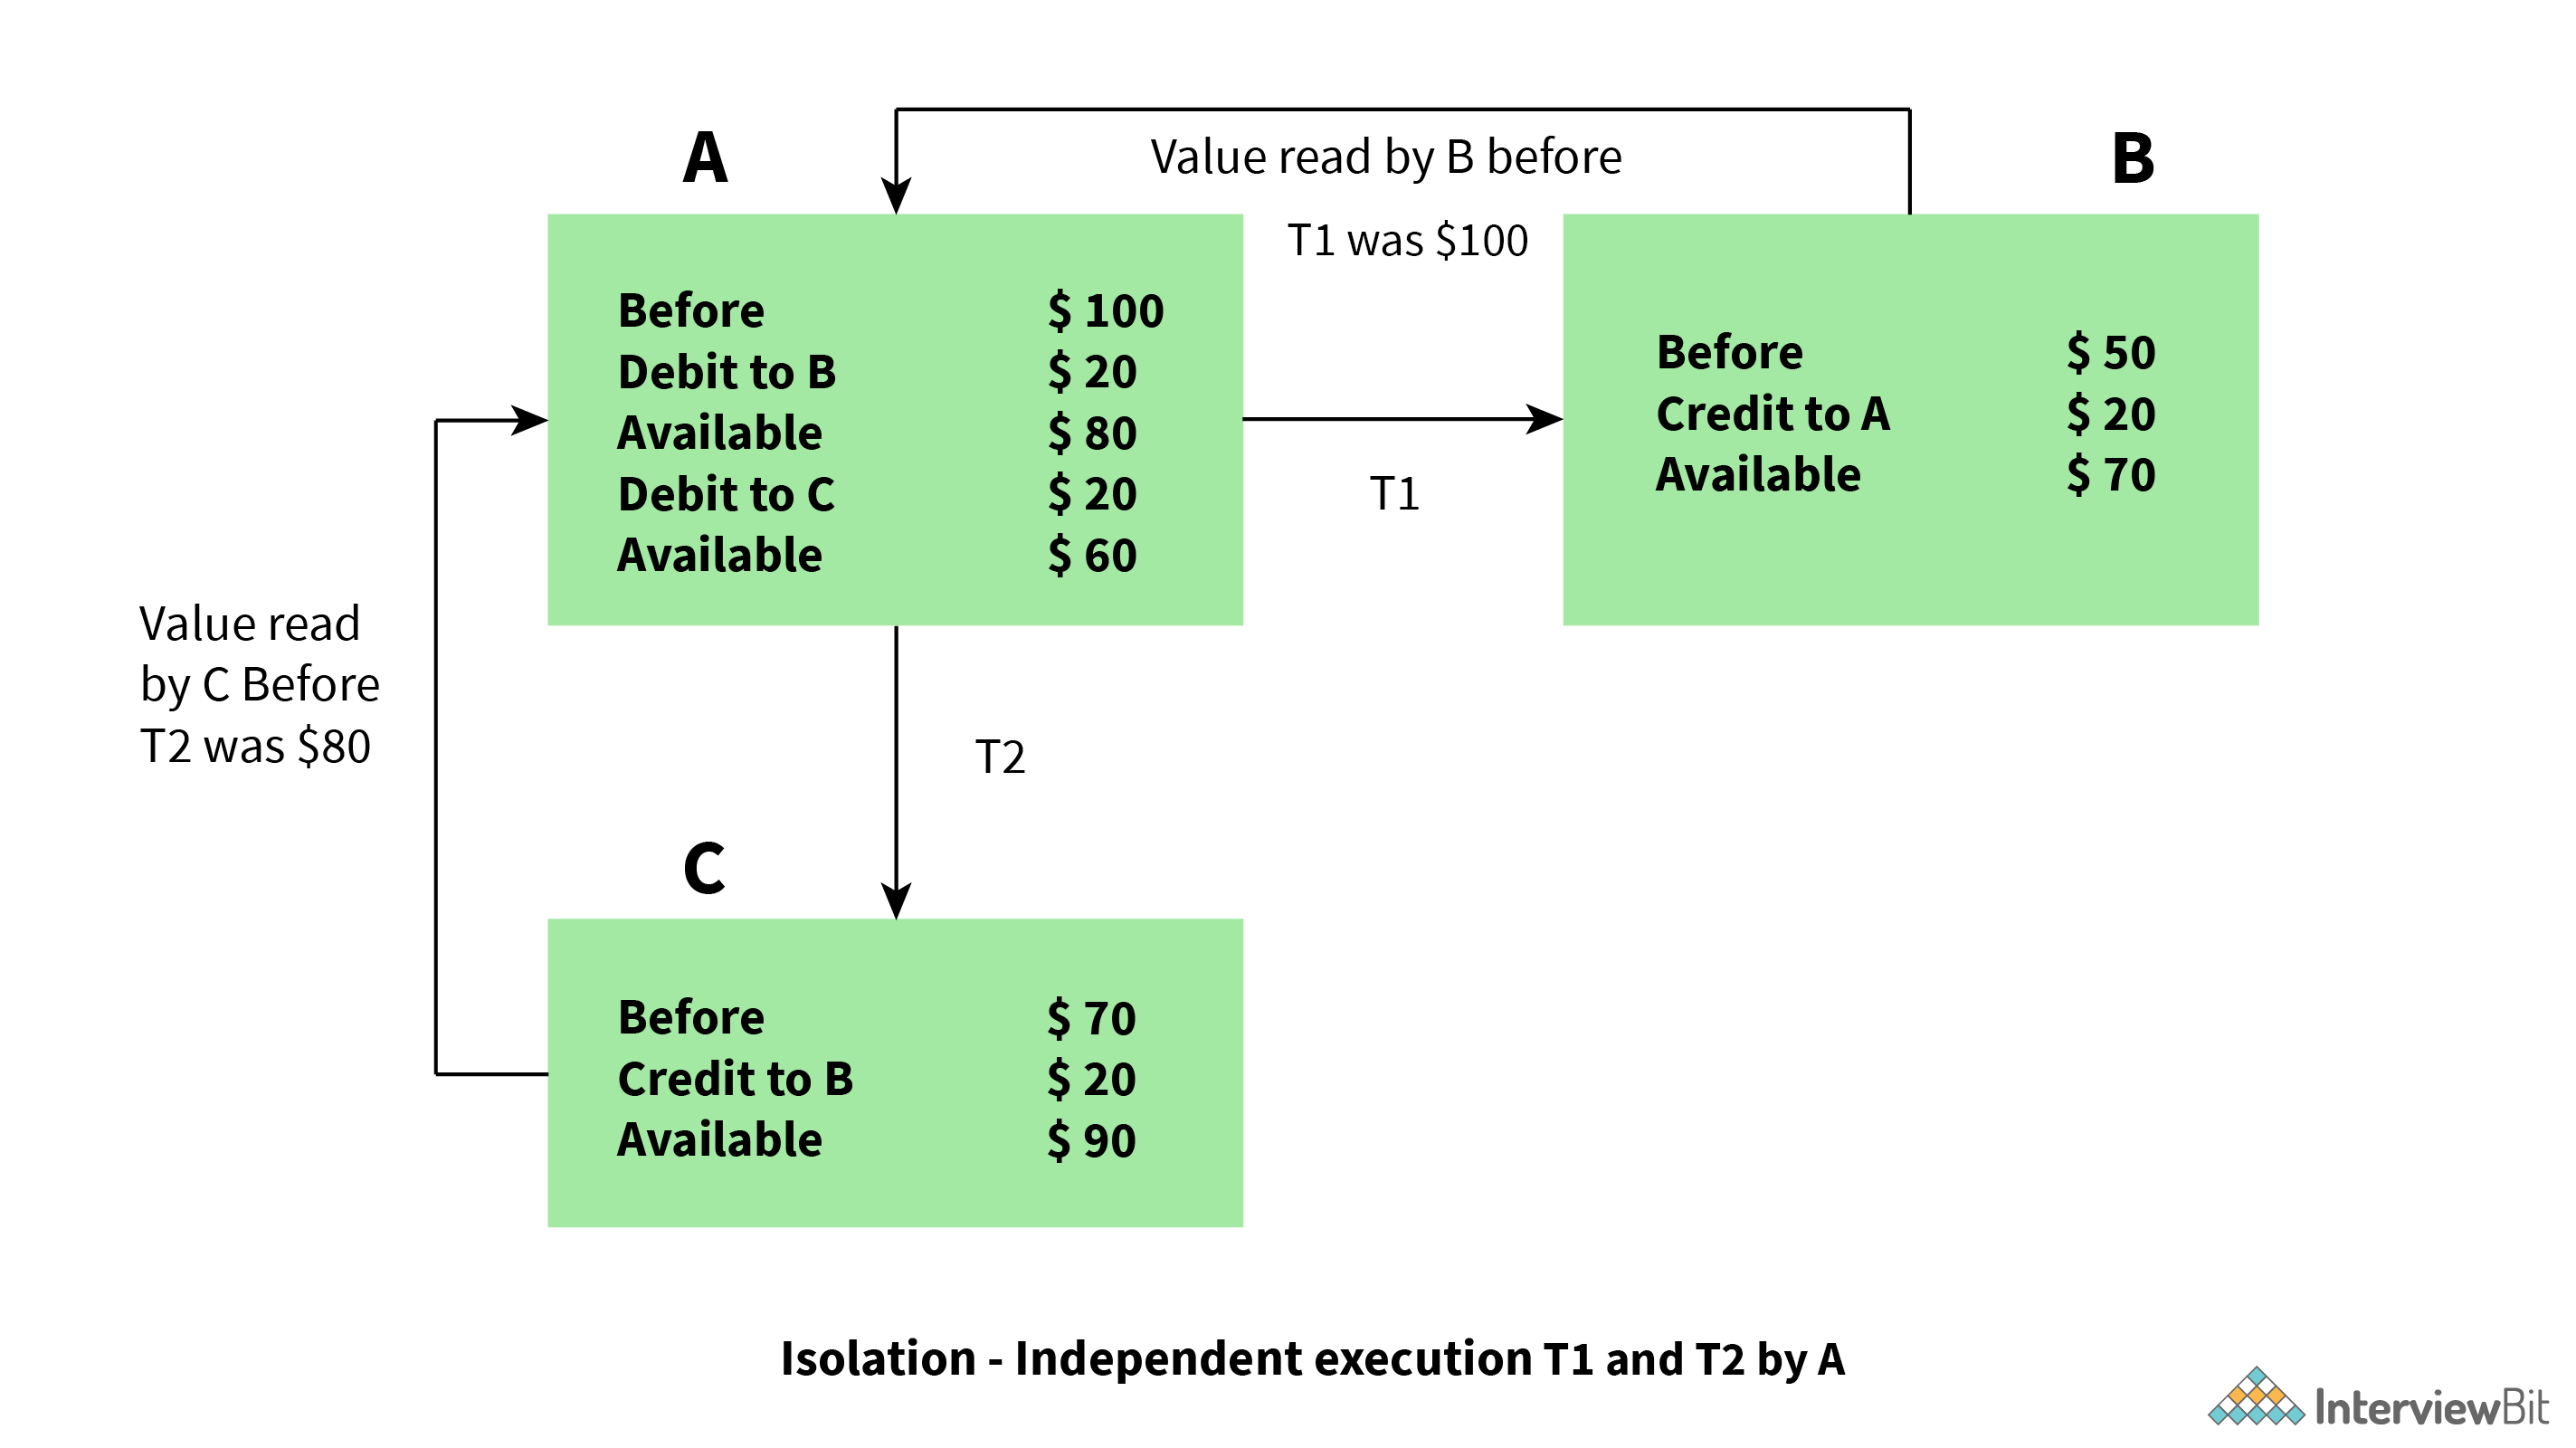 A
B
Value read by B before
T1 was $100
Before $ 100
Debit to B $ 20
Available $ 80
Debit to C $ 20
Available $ 60
Before $ 50
Credit to A $ 20
Available $ 70
T1
Value read
by C Before
T2 was $80
T2
C
Before $ 70
Credit to B $ 20
Available $ 90
Isolation - Independent execution T1 and T2 by A
InterviewBit